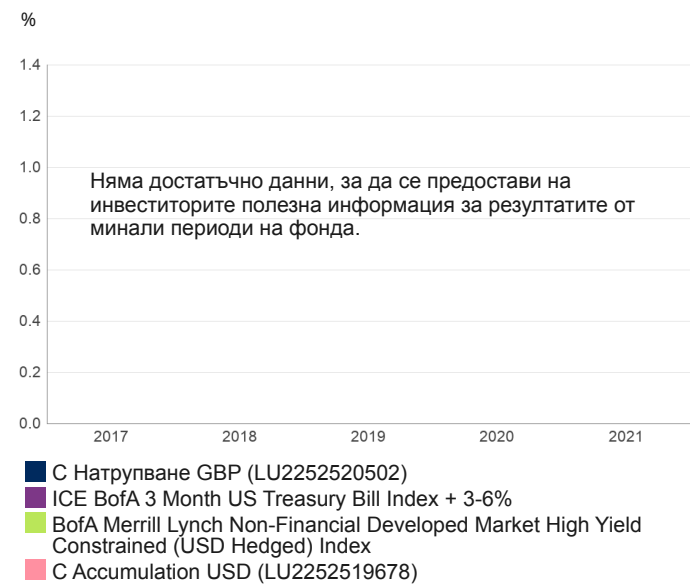 %
1.4
1.2
1.0
Няма достатъчно данни, за да се предостави на
инвеститорите полезна информация за резултатите от
0.8
минали периоди на фонда.
0.6
0.4
0.2
0.0
2017 2018 2019 2020 2021
C Натрупване GBP (LU2252520502)
ICE BofA 3 Month US Treasury Bill Index + 3-6%
BofA Merrill Lynch Non-Financial Developed Market High Yield
Constrained (USD Hedged) Index
C Accumulation USD (LU2252519678)